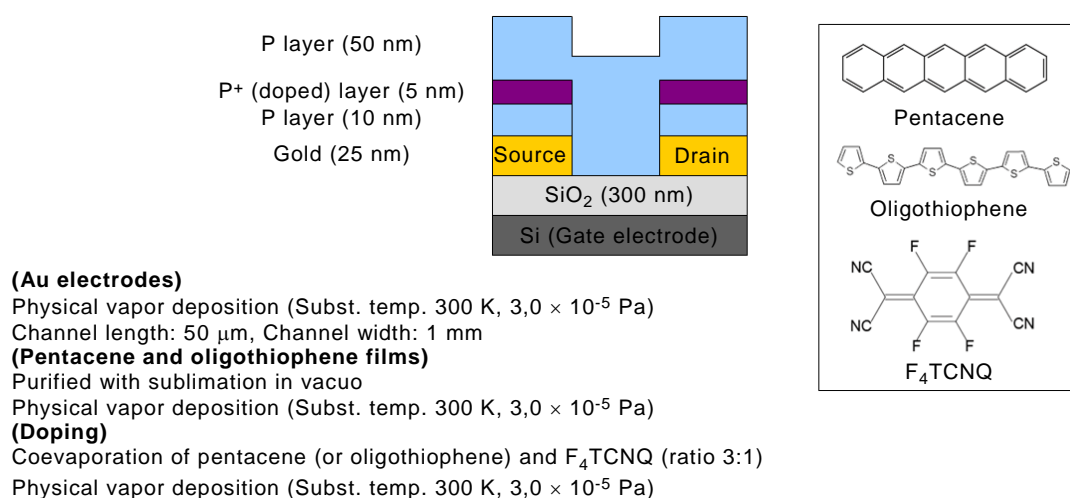 P layer (50 nm)
P⁺ (doped) layer (5 nm)
P layer (10 nm)
Gold (25 nm)
Source
Drain
SiO₂ (300 nm)
Si (Gate electrode)
Pentacene
S S S S S S
Oligothiophene
F F
NC CN
NC CN
F F
F₄TCNQ
(Au electrodes)
Physical vapor deposition (Subst. temp. 300 K, 3,0 × 10⁻⁵ Pa)
Channel length: 50 μm, Channel width: 1 mm
(Pentacene and oligothiophene films)
Purified with sublimation in vacuo
Physical vapor deposition (Subst. temp. 300 K, 3,0 × 10⁻⁵ Pa)
(Doping)
Coevaporation of pentacene (or oligothiophene) and F₄TCNQ (ratio 3:1)
Physical vapor deposition (Subst. temp. 300 K, 3,0 × 10⁻⁵ Pa)